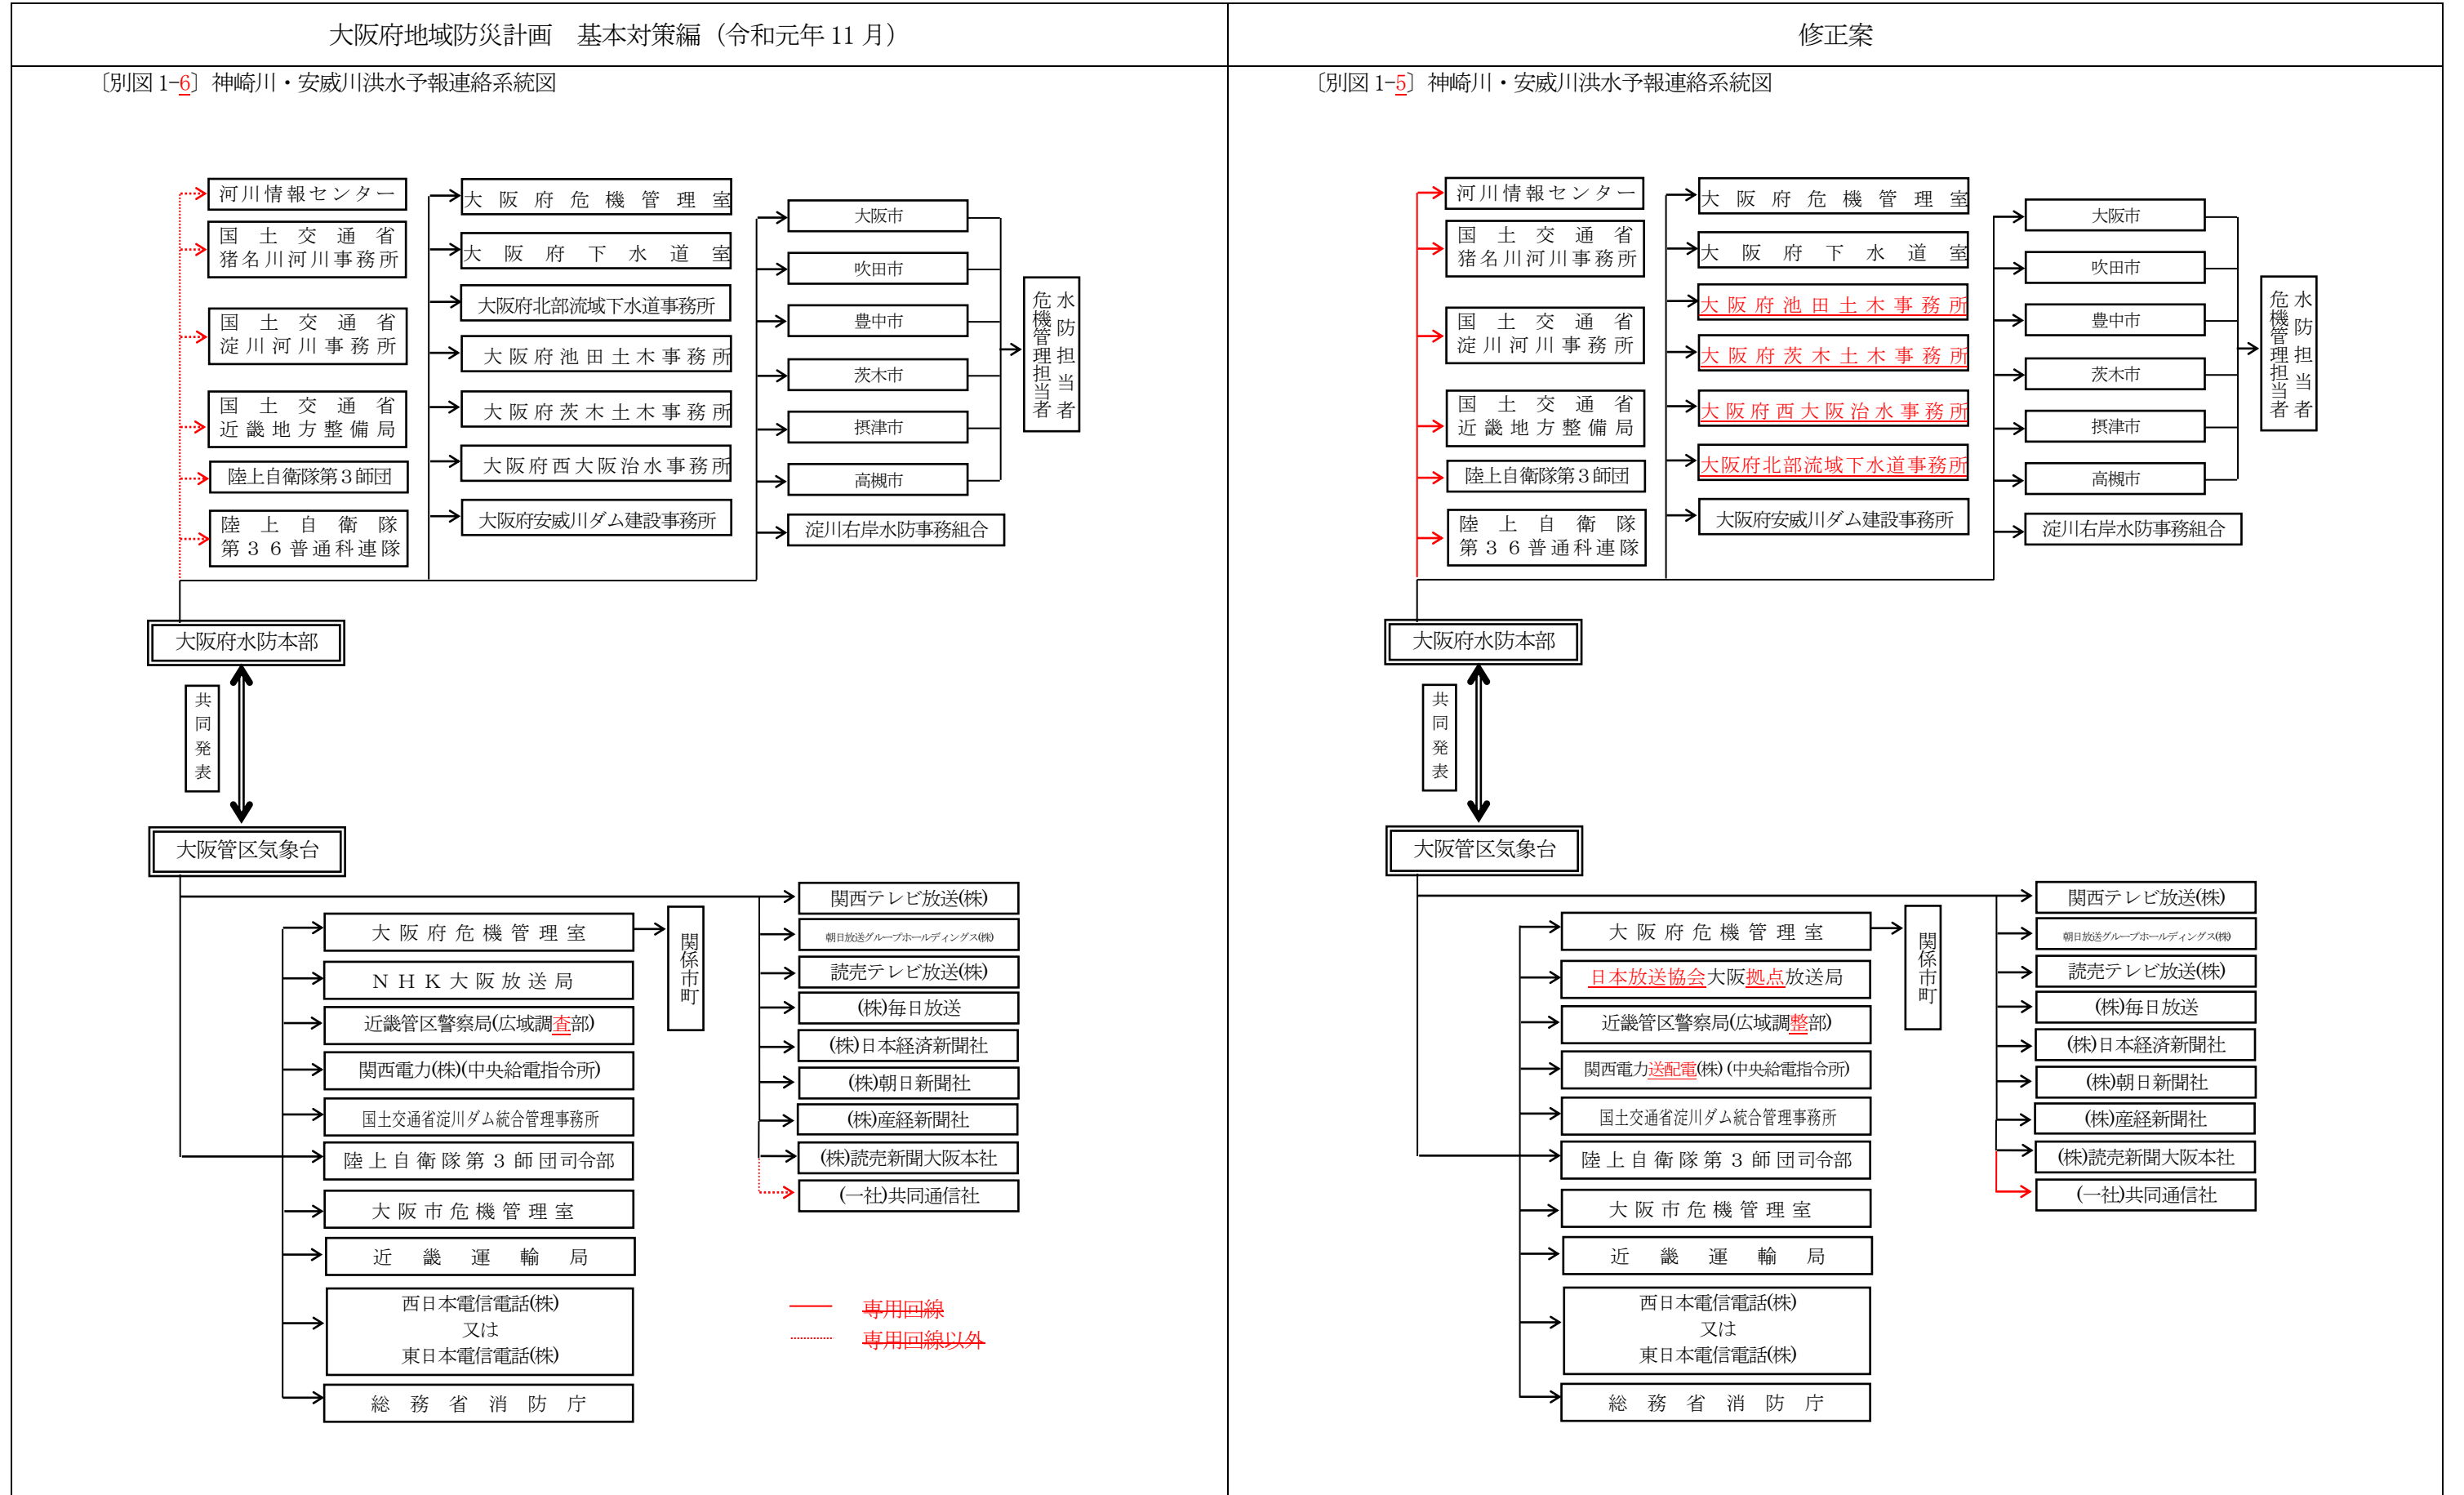 大阪府地域防災計画　基本対策編（令和元年 11 月）
〔別図 1-6〕神崎川・安威川洪水予報連絡系統図
河川情報センター
国土交通省
猪名川河川事務所
国土交通省
淀川河川事務所
国土交通省
近畿地方整備局
陸上自衛隊第３師団
陸上自衛隊
第３６普通科連隊
大阪府危機管理室
大阪府下水道室
大阪府北部流域下水道事務所
大阪府池田土木事務所
大阪府茨木土木事務所
大阪府西大阪治水事務所
大阪府安威川ダム建設事務所
大阪市
吹田市
豊中市
茨木市
摂津市
高槻市
淀川右岸水防事務組合
水防担当者
危機管理担当者
大阪府水防本部
共同発表
大阪管区気象台
大阪府危機管理室
ＮＨＫ大阪放送局
近畿管区警察局(広域調査部)
関西電力(株)(中央給電指令所)
国土交通省淀川ダム統合管理事務所
陸上自衛隊第３師団司令部
大阪市危機管理室
近畿運輸局
西日本電信電話(株)
又は
東日本電信電話(株)
総務省消防庁
関係市町
関西テレビ放送(株)
朝日放送グループホールディングス(株)
読売テレビ放送(株)
(株)毎日放送
(株)日本経済新聞社
(株)朝日新聞社
(株)産経新聞社
(株)読売新聞大阪本社
(一社)共同通信社
専用回線
専用回線以外
修正案
〔別図 1-5〕神崎川・安威川洪水予報連絡系統図
河川情報センター
国土交通省
猪名川河川事務所
国土交通省
淀川河川事務所
国土交通省
近畿地方整備局
陸上自衛隊第３師団
陸上自衛隊
第３６普通科連隊
大阪府危機管理室
大阪府下水道室
大阪府池田土木事務所
大阪府茨木土木事務所
大阪府西大阪治水事務所
大阪府北部流域下水道事務所
大阪府安威川ダム建設事務所
大阪市
吹田市
豊中市
茨木市
摂津市
高槻市
淀川右岸水防事務組合
水防担当者
危機管理担当者
大阪府水防本部
共同発表
大阪管区気象台
大阪府危機管理室
日本放送協会大阪拠点放送局
近畿管区警察局(広域調整部)
関西電力送配電(株)(中央給電指令所)
国土交通省淀川ダム統合管理事務所
陸上自衛隊第３師団司令部
大阪市危機管理室
近畿運輸局
西日本電信電話(株)
又は
東日本電信電話(株)
総務省消防庁
関係市町
関西テレビ放送(株)
朝日放送グループホールディングス(株)
読売テレビ放送(株)
(株)毎日放送
(株)日本経済新聞社
(株)朝日新聞社
(株)産経新聞社
(株)読売新聞大阪本社
(一社)共同通信社